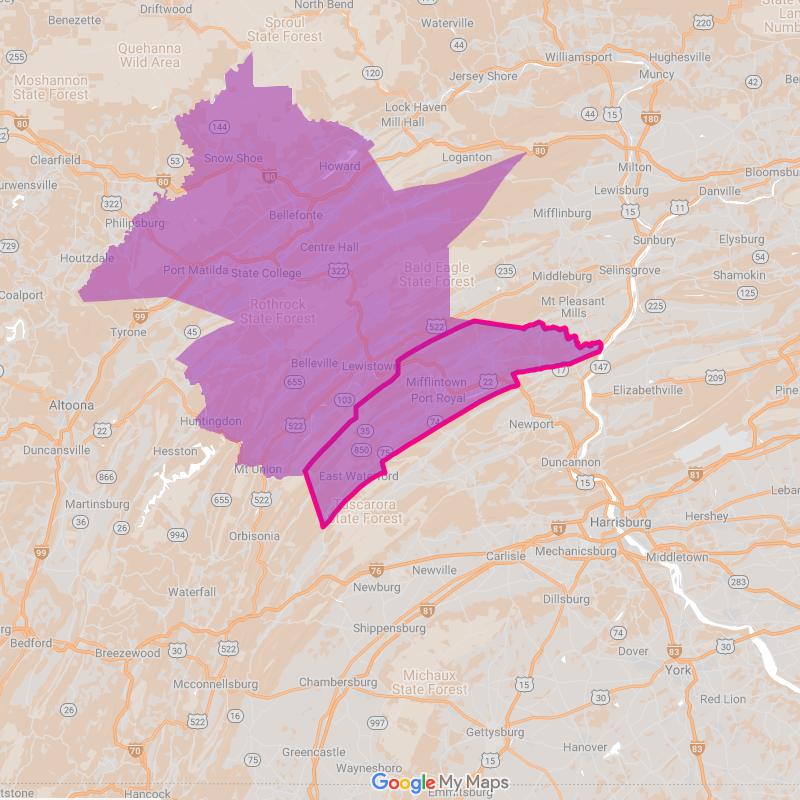 Driftwood
North Bend
Benezette
Sproul
State Forest
Waterville
220
State
Land
Numb
44
Quehanna
Wild Area
255
Williamsport
Hughesville
Moshannon
State Forest
120
Jersey Shore
Muncy
42
Lock Haven
Mill Hall
44
15
180
80
144
Clearfield
53
Snow Shoe
Howard
Loganton
80
Milton
80
80
Bloomsbu
urwensville
322
Lewisburg
Danville
Bellefonte
15
11
Philipsburg
Mifflinburg
729
Centre Hall
Sunbury
Elysburg
Houtzdale
54
Port Matilda
State College
322
Bald Eagle
State Forest
235
Selinsgrove
Middleburg
Shamokin
Coalport
125
Rothrock
State Forest
Mt Pleasant
Mills
225
99
Tyrone
45
522
Belleville
Lewistown
17
147
655
Mifflintown
22
209
Elizabethville
Altoona
103
Port Royal
Pine
22
Huntingdon
522
35
74
Newport
Duncansville
Hesston
850
75
Duncannon
Mt Union
East Waterford
81
866
15
Martinsburg
655
522
Tuscarora
State Forest
Leban
36
26
994
Orbisonia
81
Harrisburg
Hershey
99
Carlisle
Mechanicsburg
Middletown
76
Newville
283
Waterfall
Newburg
Dillsburg
81
rg
Bedford
Shippensburg
74
Breezewood
30
522
Dover
83
30
Michaux
State Forest
York
Mcconnellsburg
Chambersburg
15
30
Red Lion
26
16
522
997
Gettysburg
70
75
Greencastle
Hanover
83
Waynesboro
15
Google My Maps
tstone
Hancock
Emmitsburg